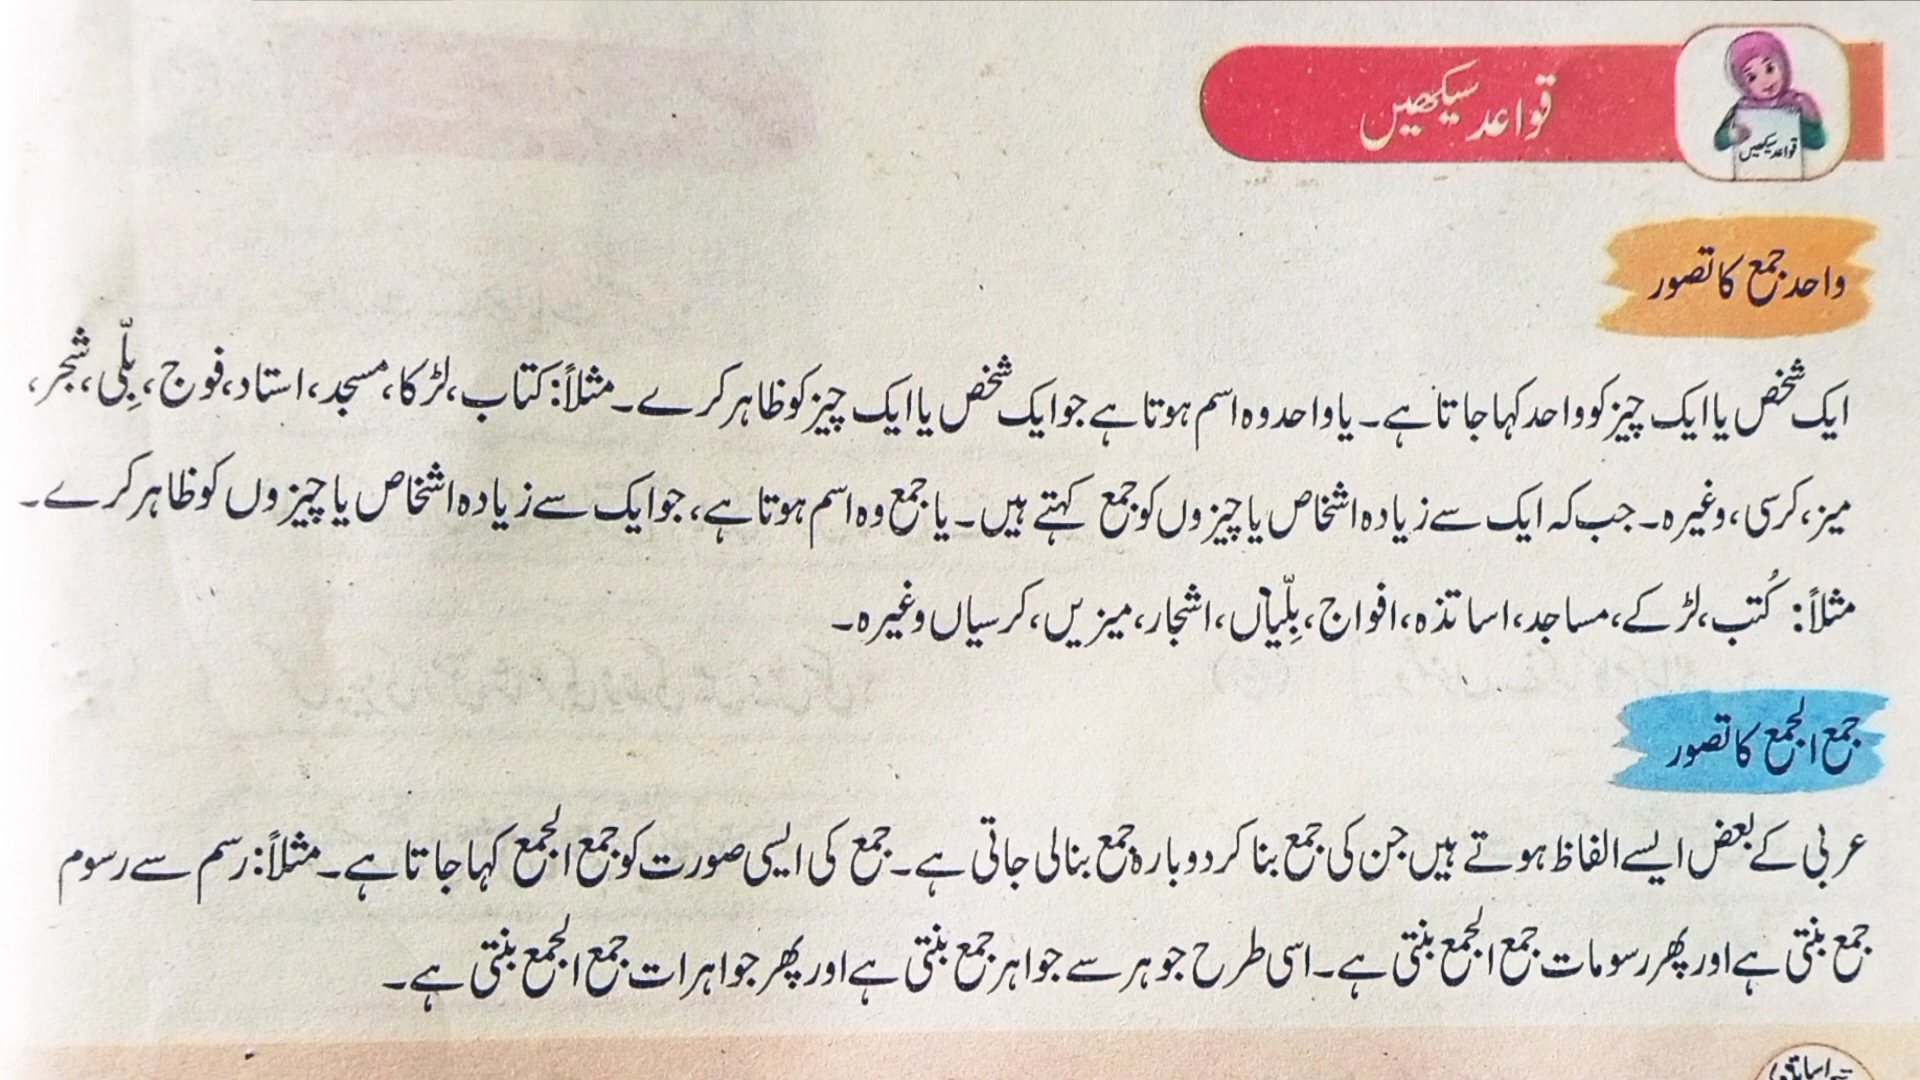 قواعد سیکھیں
قواعد سیکھیں
واحد جمع کا تصور
ایک شخص یا ایک چیز کو واحد کہا جاتا ہے۔ یا واحد وہ اسم ہوتا ہے جو ایک شخص یا ایک چیز کو ظاہر کرے۔ مثلاً: کتاب، لڑکا، مسجد، استاد، فوج، بِلّی، شجر،
میز، کرسی، وغیرہ۔ جب کہ ایک سے زیادہ اشخاص یا چیزوں کو جمع کہتے ہیں۔ یا جمع وہ اسم ہوتا ہے، جو ایک سے زیادہ اشخاص یا چیزوں کو ظاہر کرے۔
مثلاً: کُتب، لڑکے، مساجد، اساتذہ، افواج، بِلّیاں، اشجار، میزیں، کرسیاں وغیرہ۔
جمع الجمع کا تصور
عربی کے بعض ایسے الفاظ ہوتے ہیں جن کی جمع بنا کر دوبارہ جمع بنالی جاتی ہے۔ جمع کی ایسی صورت کو جمع الجمع کہا جاتا ہے۔ مثلاً: رسم سے رسوم
جمع بنتی ہے اور پھر رسومات جمع الجمع بنتی ہے۔ اسی طرح جوہر سے جواہر جمع بنتی ہے اور پھر جواہرات جمع الجمع بنتی ہے۔